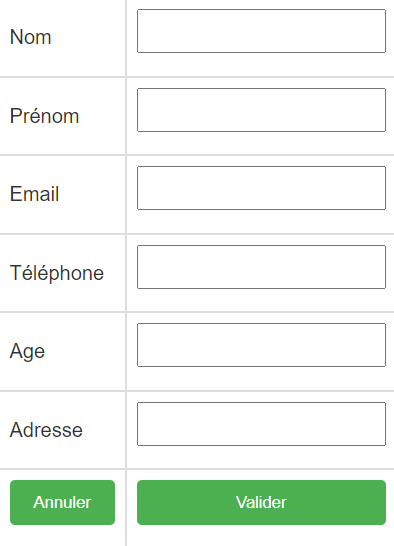 Nom
Prénom
Email
Téléphone
Age
Adresse
Annuler Valider